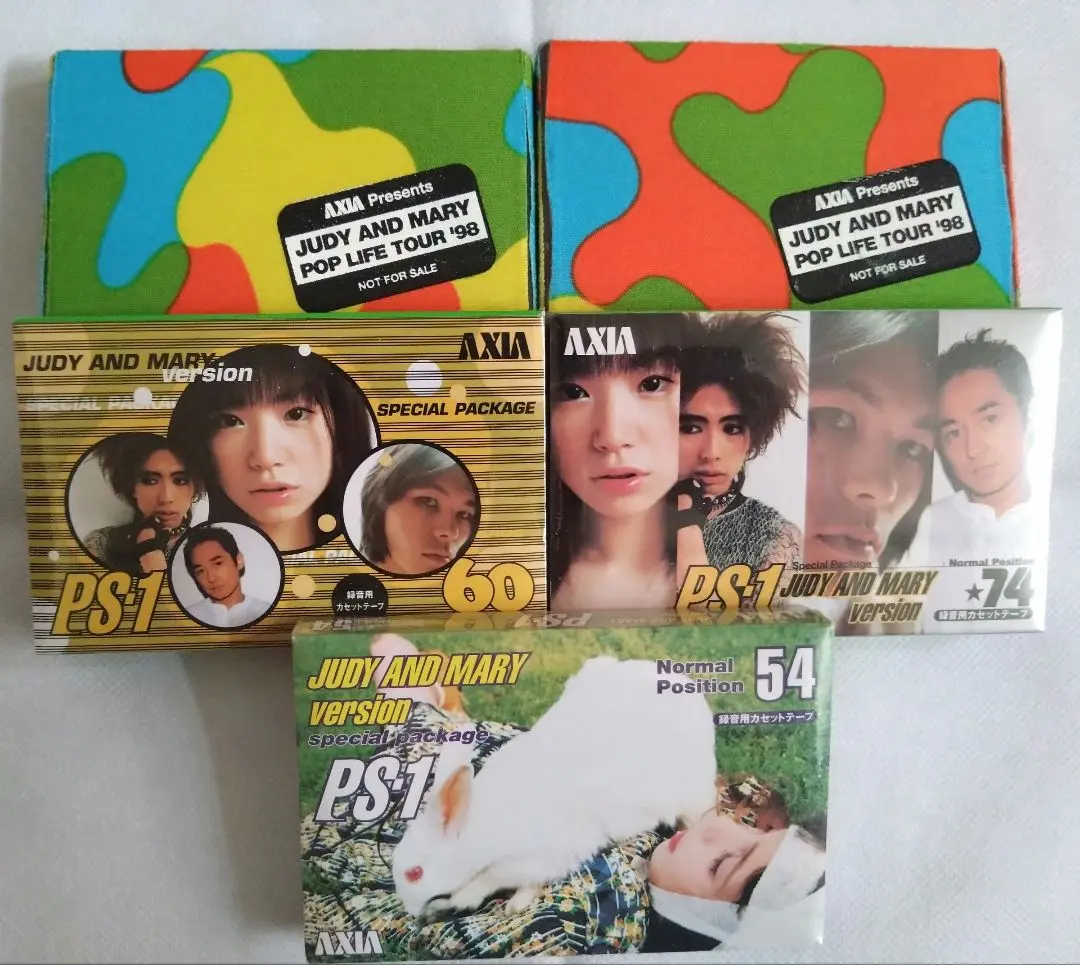 AXIA Presents
JUDY AND MARY
POP LIFE TOUR '98
NOT FOR SALE
AXIA Presents
JUDY AND MARY
POP LIFE TOUR '98
NOT FOR SALE
JUDY AND MARY
version
AXIA
SPECIAL PACKAGE
SPECIAL PACKAGE
PS-1
録音用
カセットテープ
60
AXIA
Special Package
Normal Position
PS-1
JUDY AND MARY
version
★74
録音用カセットテープ
PS-1
JUDY AND MARY
version
special package
PS-1
Normal
Position
54
録音用カセットテープ
AXIA